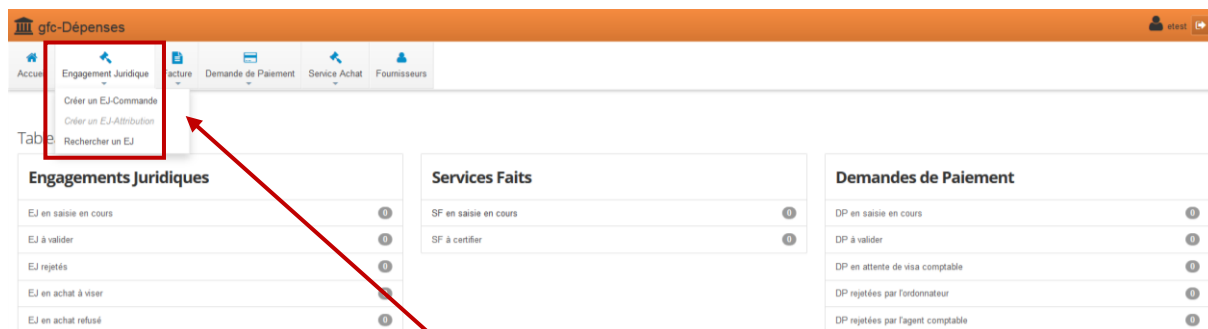 gfc-Dépenses
etest
Accueil Engagement Juridique Facture Demande de Paiement Service Achat Fournisseurs
Créer un EJ-Commande
Créer un EJ-Attribution
Rechercher un EJ
Table
Engagements Juridiques
EJ en saisie en cours 0
EJ à valider 0
EJ rejetés 0
EJ en achat à viser 0
EJ en achat refusé 0
Services Faits
SF en saisie en cours 0
SF à certifier 0
Demandes de Paiement
DP en saisie en cours 0
DP à valider 0
DP en attente de visa comptable 0
DP rejetées par l'ordonnateur 0
DP rejetées par l'agent comptable 0